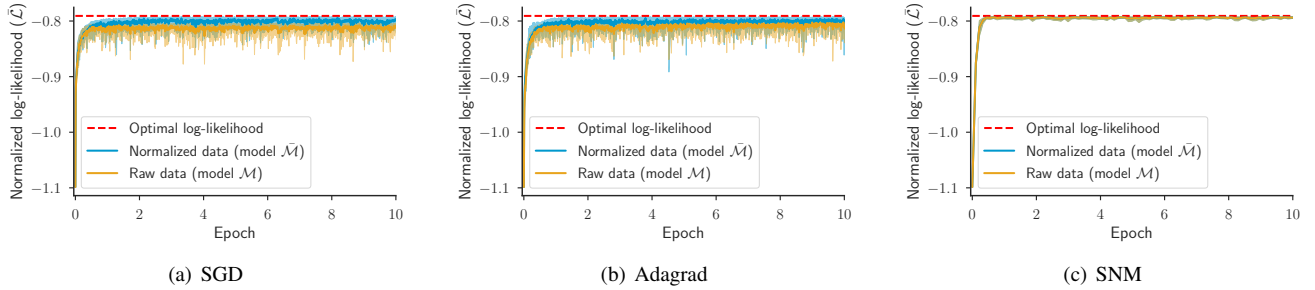 Normalized log-likelihood (ℒ̄)
−0.8
−0.9
−1.0
−1.1
Optimal log-likelihood
Normalized data (model ℳ̄)
Raw data (model ℳ)
0 2 4 6 8 10
Epoch
(a) SGD
Normalized log-likelihood (ℒ̄)
−0.8
−0.9
−1.0
−1.1
Optimal log-likelihood
Normalized data (model ℳ̄)
Raw data (model ℳ)
0 2 4 6 8 10
Epoch
(b) Adagrad
Normalized log-likelihood (ℒ̄)
−0.8
−0.9
−1.0
−1.1
Optimal log-likelihood
Normalized data (model ℳ̄)
Raw data (model ℳ)
0 2 4 6 8 10
Epoch
(c) SNM